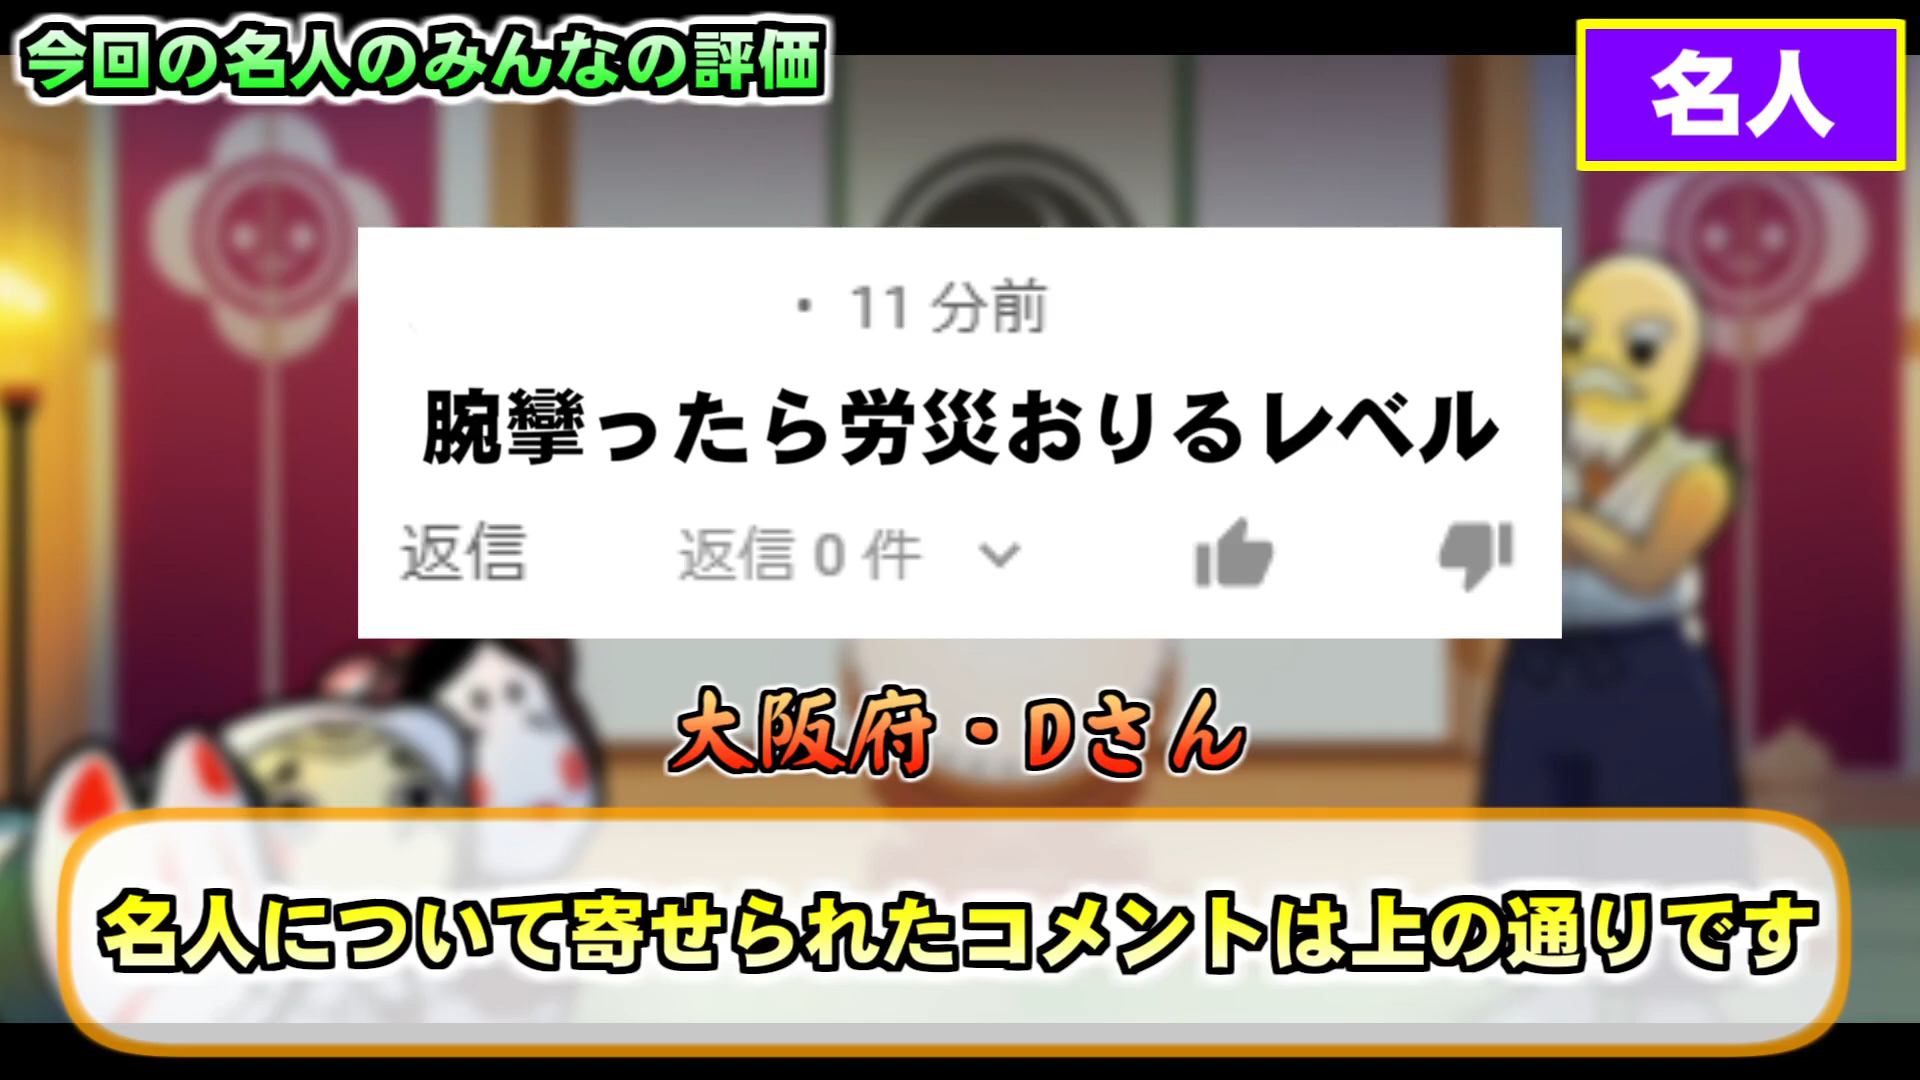 今回の名人のみんなの評価
名人
・ 11 分前
腕攣ったら労災おりるレベル
返信 返信 0 件
大阪府・Dさん
名人について寄せられたコメントは上の通りです